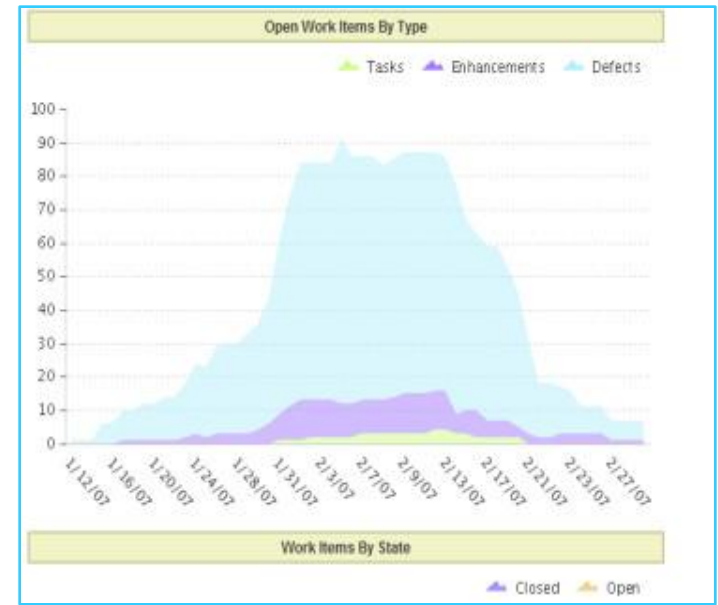 Open Work Items By Type
Tasks Enhancements Defects
100
90
80
70
60
50
40
30
20
10
0
1/12/07 1/16/07 1/20/07 1/24/07 1/28/07 1/31/07 2/3/07 2/7/07 2/9/07 2/13/07 2/17/07 2/21/07 2/23/07 2/27/07
Work Items By State
Closed Open